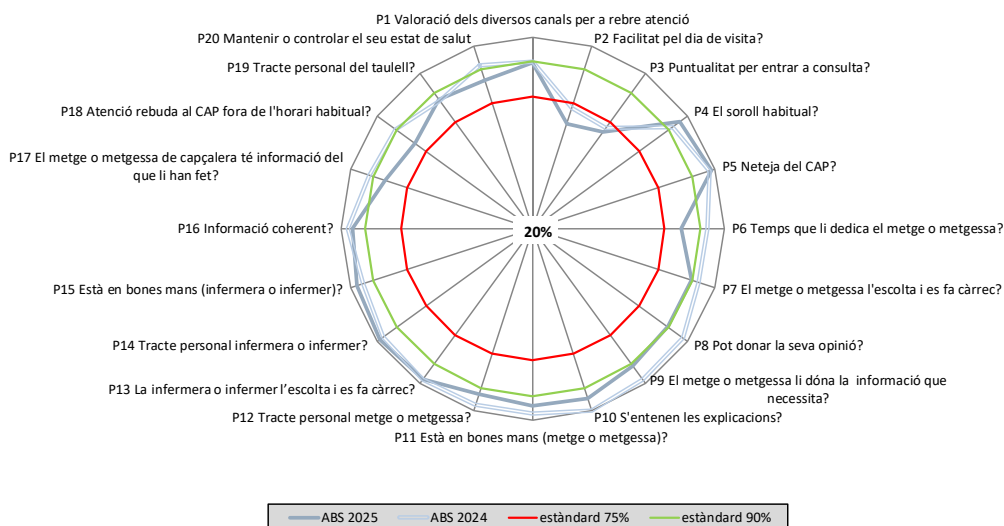 P1 Valoració dels diversos canals per a rebre atenció
P20 Mantenir o controlar el seu estat de salut
P2 Facilitat pel dia de visita?
P19 Tracte personal del taulell?
P3 Puntualitat per entrar a consulta?
P18 Atenció rebuda al CAP fora de l'horari habitual?
P4 El soroll habitual?
P17 El metge o metgessa de capçalera té informació del
que li han fet?
P5 Neteja del CAP?
P16 Informació coherent?
20%
P6 Temps que li dedica el metge o metgessa?
P15 Està en bones mans (infermera o infermer)?
P7 El metge o metgessa l'escolta i es fa càrrec?
P14 Tracte personal infermera o infermer?
P8 Pot donar la seva opinió?
P13 La infermera o infermer l’escolta i es fa càrrec?
P9 El metge o metgessa li dóna la  informació que
necessita?
P12 Tracte personal metge o metgessa?
P10 S'entenen les explicacions?
P11 Està en bones mans (metge o metgessa)?
ABS 2025 ABS 2024 estàndard 75% estàndard 90%